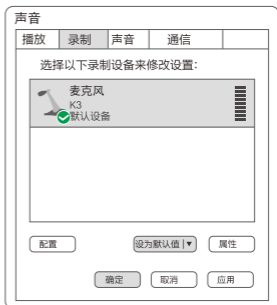 声音
播放 录制 声音 通信
选择以下录制设备来修改设置:
麦克风
K3
默认设备
配置 设为默认值 属性
确定 取消 应用